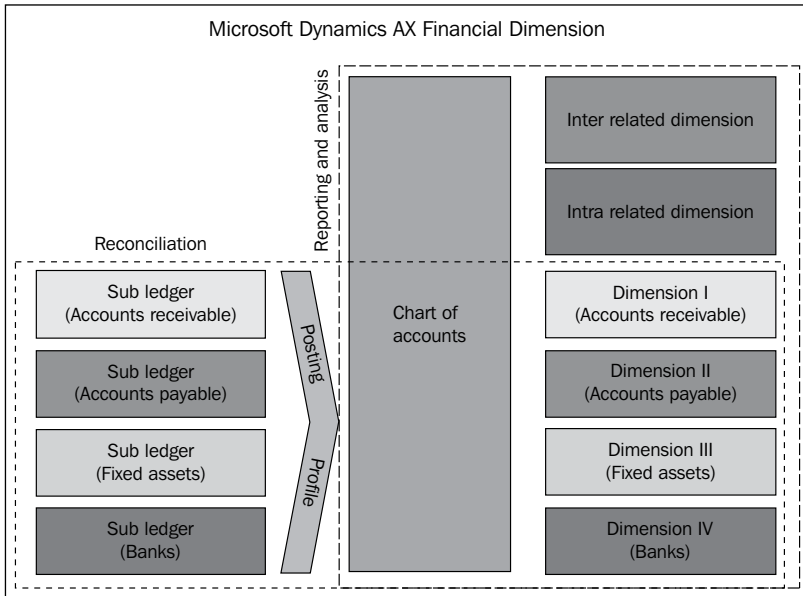 Microsoft Dynamics AX Financial Dimension
Reporting and analysis
Inter related dimension
Intra related dimension
Reconciliation
Sub ledger
(Accounts receivable)
Sub ledger
(Accounts payable)
Sub ledger
(Fixed assets)
Sub ledger
(Banks)
Posting
Profile
Chart of
accounts
Dimension I
(Accounts receivable)
Dimension II
(Accounts payable)
Dimension III
(Fixed assets)
Dimension IV
(Banks)